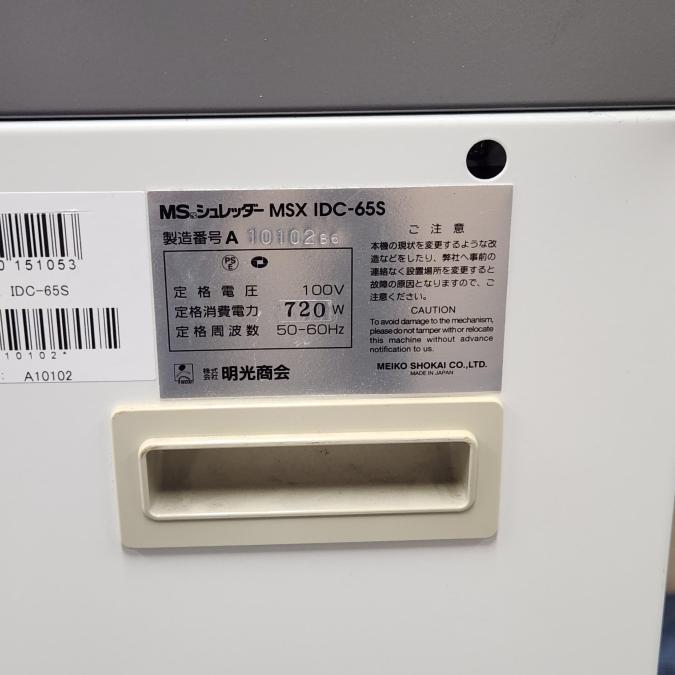 0151053
IDC-65S
10102*
A10102
MSシュレッダー MSX IDC-65S
製造番号 A 10102B6
PS E
定格電圧 100V
定格消費電力 720 W
定格周波数 50-60Hz
株式会社 明光商会
ご注意
本機の現状を変更するような改
造などをしたり、弊社へ事前の
連絡なく設置場所を変更すると
故障の原因となりますので、ご
注意ください。
CAUTION
To avoid damage to the mechanism,
please do not tamper with or relocate
this machine without advance
notification to us.
MEIKO SHOKAI CO.,LTD.
MADE IN JAPAN